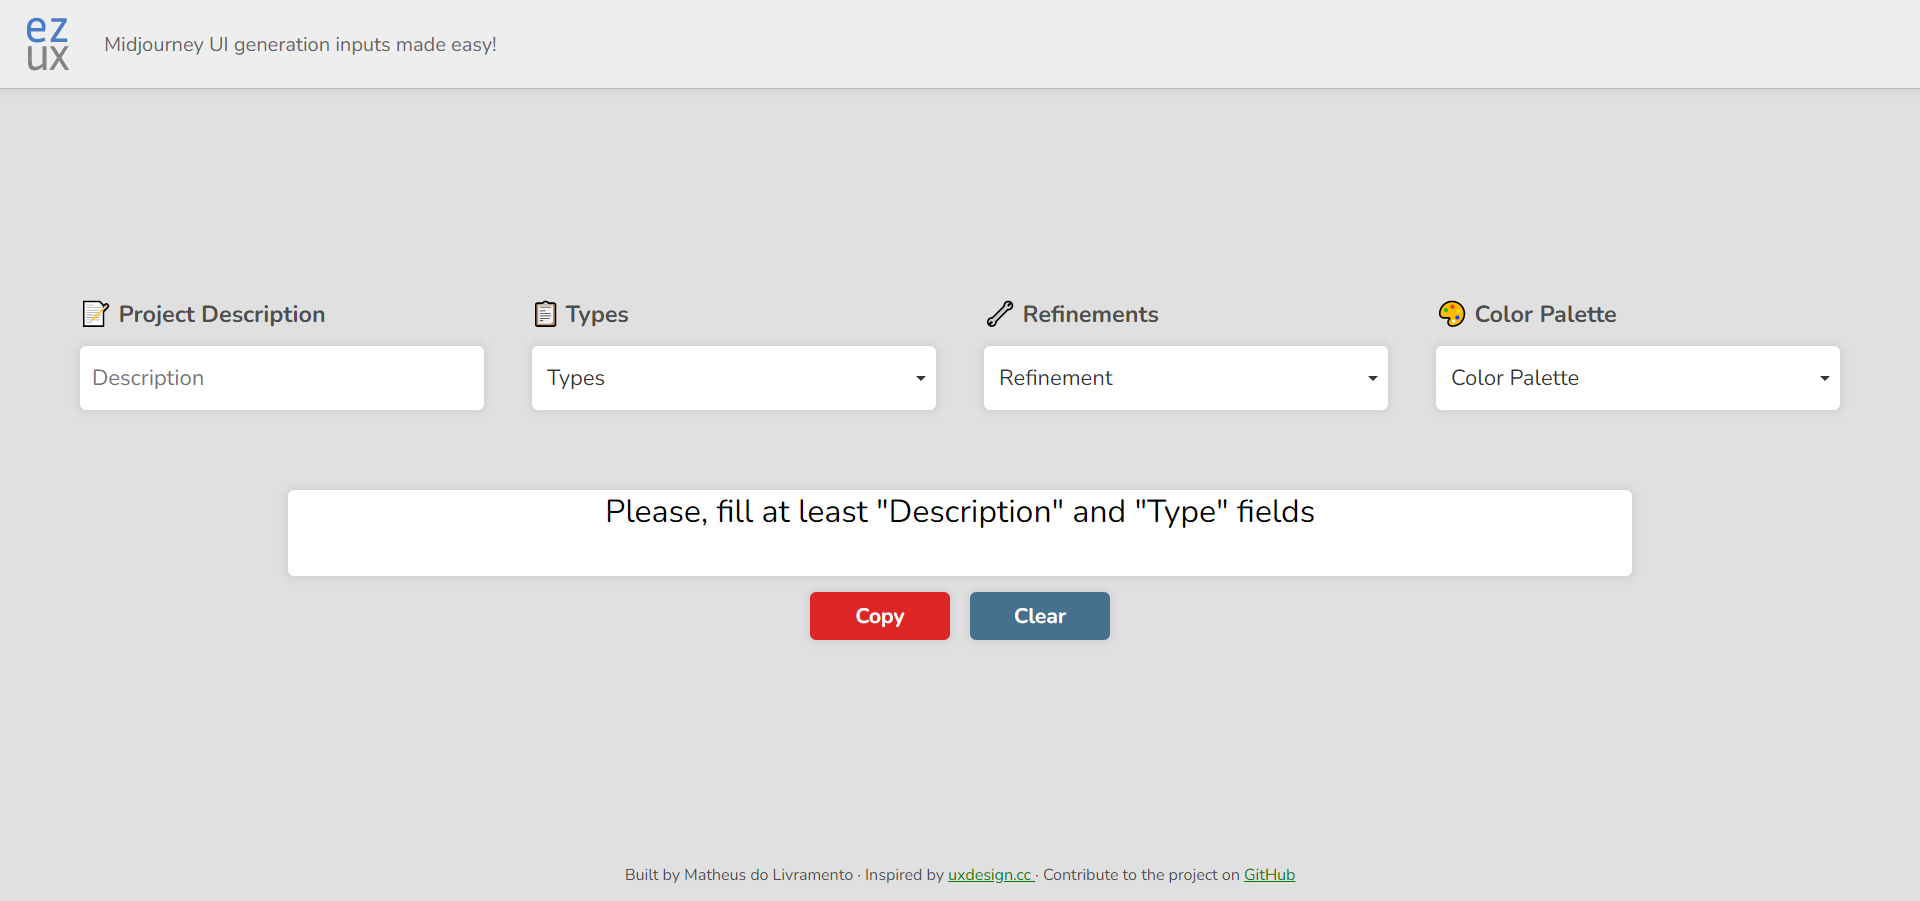 ez
ux
Midjourney UI generation inputs made easy!
Project Description
Types
Refinements
Color Palette
Description
Types
Refinement
Color Palette
Please, fill at least "Description" and "Type" fields
Copy
Clear
Built by Matheus do Livramento · Inspired by uxdesign.cc · Contribute to the project on GitHub